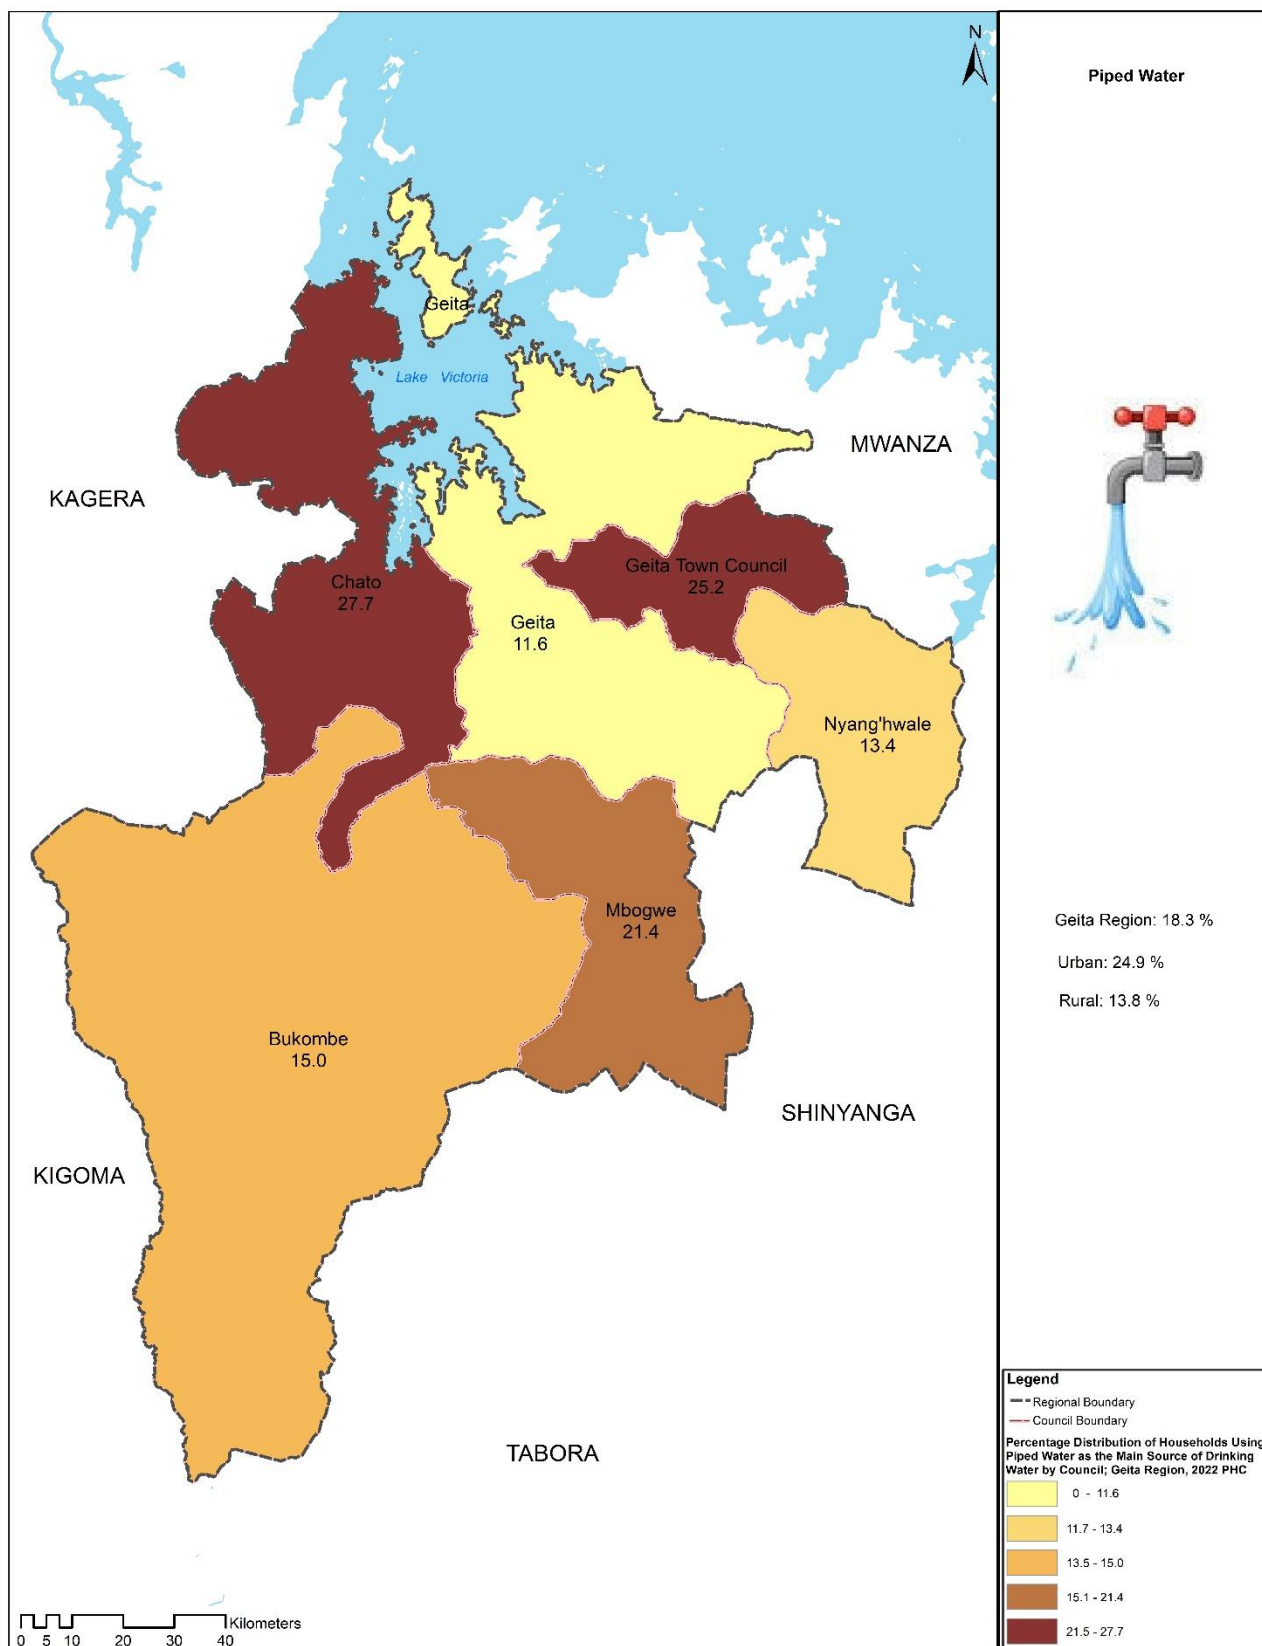 N
Piped Water
Geita
Lake Victoria
MWANZA
KAGERA
Geita Town Council
25.2
Chato
27.7
Geita
11.6
Nyang'hwale
13.4
Mbogwe
21.4
Geita Region: 18.3 %
Urban: 24.9 %
Rural: 13.8 %
Bukombe
15.0
SHINYANGA
KIGOMA
TABORA
Legend
Regional Boundary
Council Boundary
Percentage Distribution of Households Using
Piped Water as the Main Source of Drinking
Water by Council; Geita Region, 2022 PHC
0 - 11.6
11.7 - 13.4
13.5 - 15.0
15.1 - 21.4
21.5 - 27.7
Kilometers
0 5 10 20 30 40